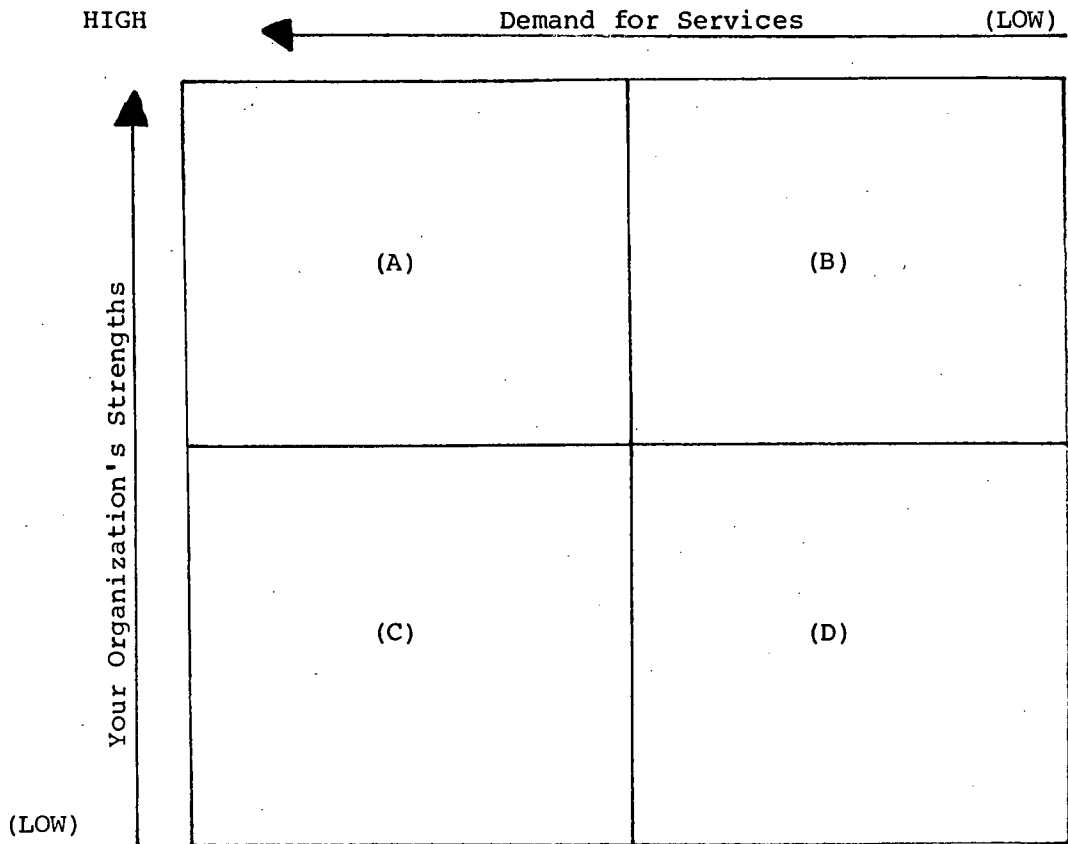 HIGH Demand for Services (LOW)
(A) (B)
Your Organization's Strengths
(C) (D)
(LOW)